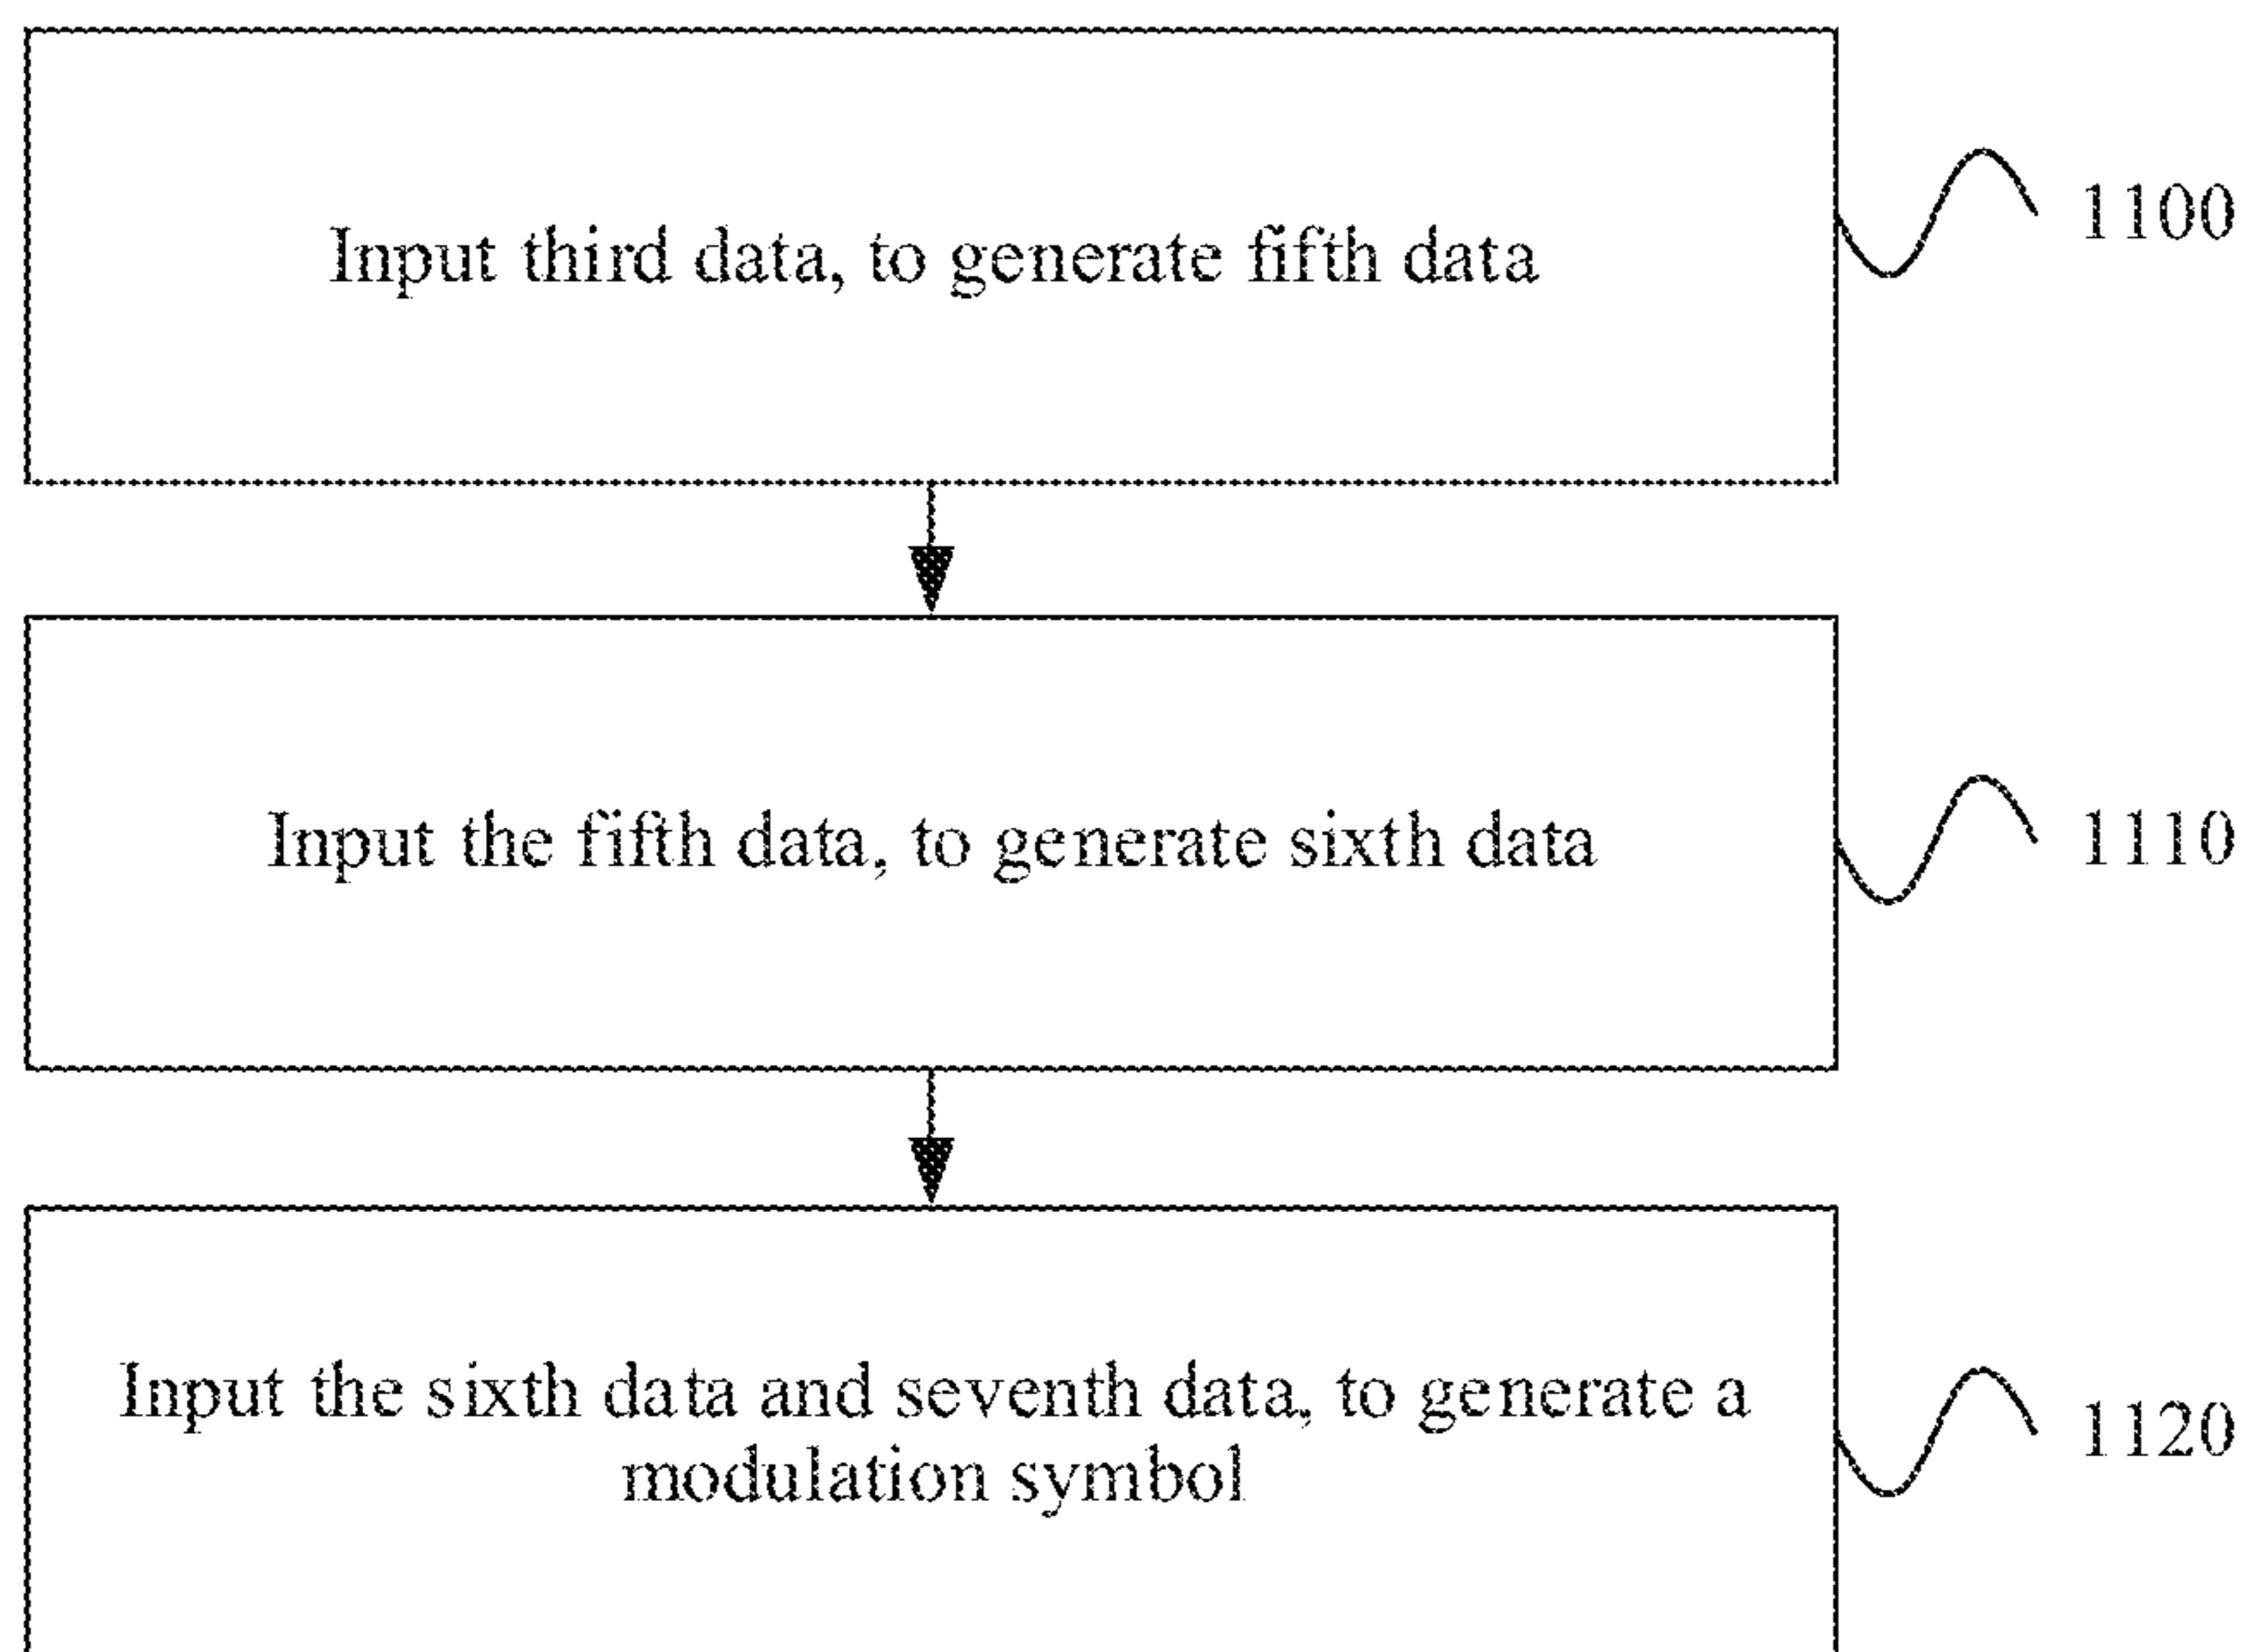 Input third data, to generate fifth data
1100
Input the fifth data, to generate sixth data
1110
Input the sixth data and seventh data, to generate a
modulation symbol
1120